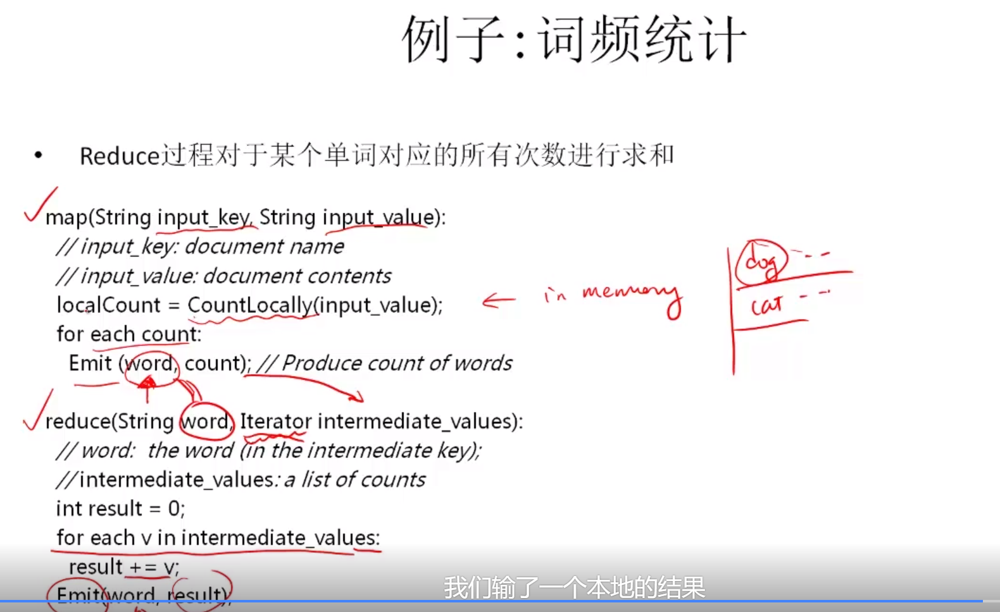 例子:词频统计
• Reduce过程对于某个单词对应的所有次数进行求和
map(String input_key, String input_value):
// input_key: document name
// input_value: document contents
localCount = CountLocally(input_value);
for each count:
Emit (word, count); // Produce count of words
← in memory
dog - -
cat - -
reduce(String word, Iterator intermediate_values):
// word:  the word (in the intermediate key);
//intermediate_values: a list of counts
int result = 0;
for each v in intermediate_values:
result += v;
Emit(word, result);
我们输了一个本地的结果